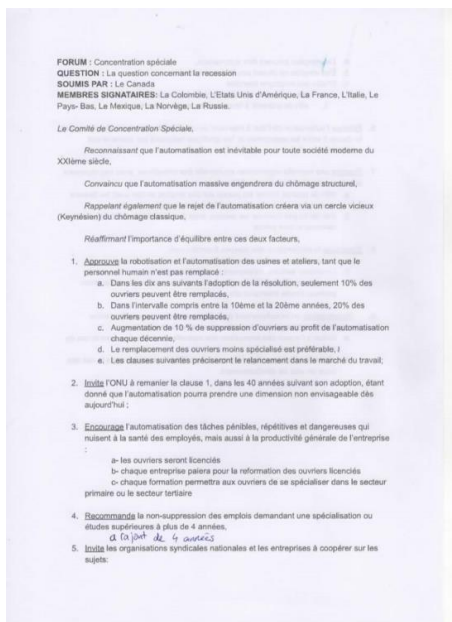 FORUM : Concentration spéciale
QUESTION : La question concernant la recession
SOUMIS PAR : Le Canada
MEMBRES SIGNATAIRES: La Colombie, L'Etats Unis d'Amérique, La France, L'Italie, Le
Pays- Bas, Le Mexique, La Norvège, La Russie.
Le Comité de Concentration Spéciale,
Reconnaissant que l'automatisation est inévitable pour toute société moderne du
XXIème siècle,
Convaincu que l'automatisation massive engendrera du chômage structurel,
Rappelant également que le rejet de l'automatisation créera via un cercle vicieux
(Keynésien) du chômage classique,
Réaffirmant l'importance d'équilibre entre ces deux facteurs,
1. Approuve la robotisation et l'automatisation des usines et ateliers, tant que le
personnel humain n'est pas remplacé :
a. Dans les dix ans suivants l'adoption de la résolution, seulement 10% des
ouvriers peuvent être remplacés,
b. Dans l'intervalle compris entre la 10ème et la 20ème années, 20% des
ouvriers peuvent être remplacés,
c. Augmentation de 10 % de suppression d'ouvriers au profit de l'automatisation
chaque décennie,
d. Le remplacement des ouvriers moins spécialisé est préférable, l
e. Les clauses suivantes préciseront le relancement dans le marché du travail;
2. Invite l'ONU à remanier la clause 1, dans les 40 années suivant son adoption, étant
donné que l'automatisation pourra prendre une dimension non envisageable dès
aujourd'hui ;
3. Encourage l'automatisation des tâches pénibles, répétitives et dangereuses qui
nuisent à la santé des employés, mais aussi à la productivité générale de l'entreprise
:
a- les ouvriers seront licenciés
b- chaque entreprise paiera pour la reformation des ouvriers licenciés
c- chaque formation permettra aux ouvriers de se spécialiser dans le secteur
primaire ou le secteur tertiaire
4. Recommande la non-suppression des emplois demandant une spécialisation ou
études supérieures à plus de 4 années,
de 4 années
5. Invite les organisations syndicales nationales et les entreprises à coopérer sur les
sujets: